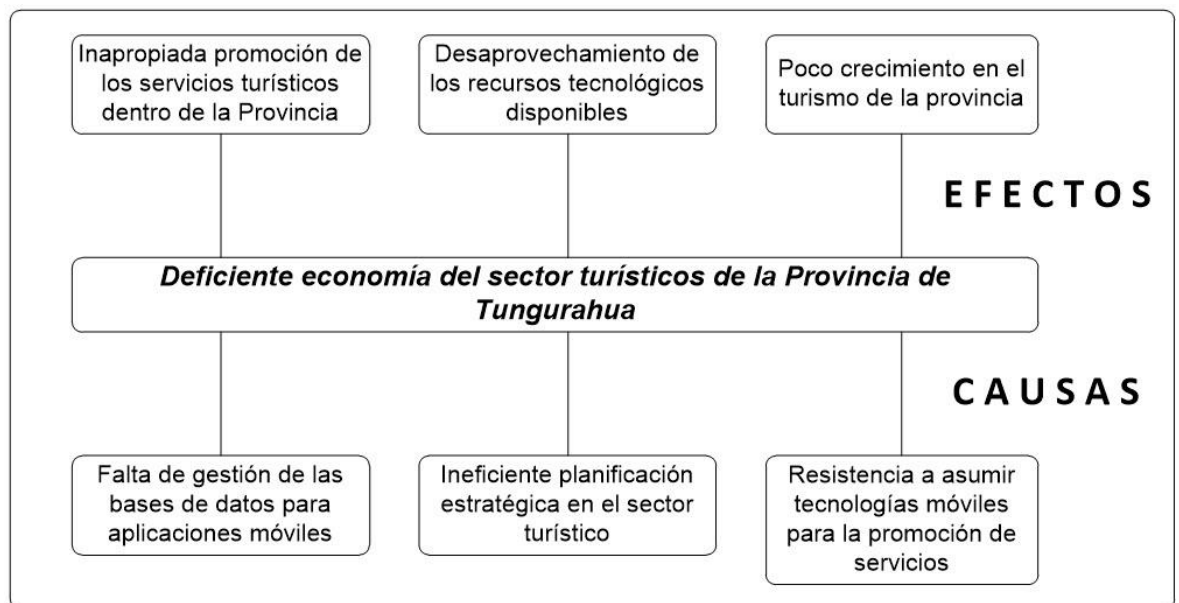 Inapropiada promoción de
los servicios turísticos
dentro de la Provincia
Desaprovechamiento de
los recursos tecnológicos
disponibles
Poco crecimiento en el
turismo de la provincia
E F E C T O S
Deficiente economía del sector turísticos de la Provincia de
Tungurahua
C A U S A S
Falta de gestión de las
bases de datos para
aplicaciones móviles
Ineficiente planificación
estratégica en el sector
turístico
Resistencia a asumir
tecnologías móviles
para la promoción de
servicios